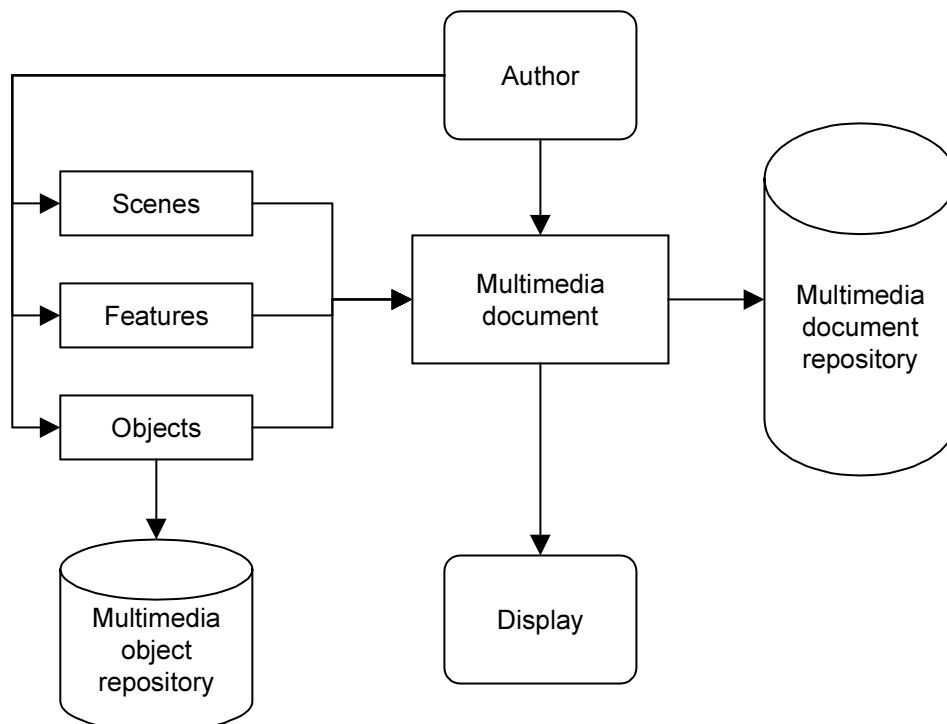 Author
Scenes
Features
Objects
Multimedia
document
Multimedia
document
repository
Multimedia
object
repository
Display